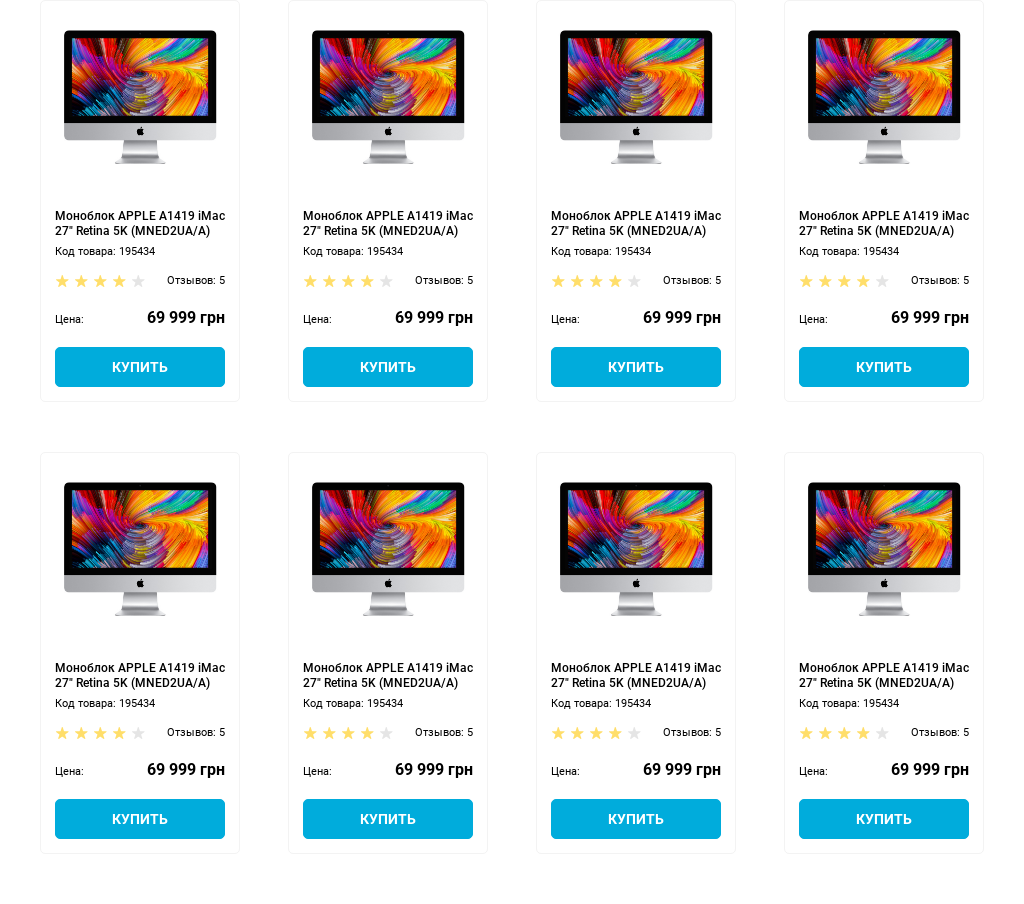 Моноблок APPLE A1419 iMac
27" Retina 5K (MNED2UA/A)
Код товара: 195434
Отзывов: 5
Цена: 69 999 грн
КУПИТЬ
Моноблок APPLE A1419 iMac
27" Retina 5K (MNED2UA/A)
Код товара: 195434
Отзывов: 5
Цена: 69 999 грн
КУПИТЬ
Моноблок APPLE A1419 iMac
27" Retina 5K (MNED2UA/A)
Код товара: 195434
Отзывов: 5
Цена: 69 999 грн
КУПИТЬ
Моноблок APPLE A1419 iMac
27" Retina 5K (MNED2UA/A)
Код товара: 195434
Отзывов: 5
Цена: 69 999 грн
КУПИТЬ
Моноблок APPLE A1419 iMac
27" Retina 5K (MNED2UA/A)
Код товара: 195434
Отзывов: 5
Цена: 69 999 грн
КУПИТЬ
Моноблок APPLE A1419 iMac
27" Retina 5K (MNED2UA/A)
Код товара: 195434
Отзывов: 5
Цена: 69 999 грн
КУПИТЬ
Моноблок APPLE A1419 iMac
27" Retina 5K (MNED2UA/A)
Код товара: 195434
Отзывов: 5
Цена: 69 999 грн
КУПИТЬ
Моноблок APPLE A1419 iMac
27" Retina 5K (MNED2UA/A)
Код товара: 195434
Отзывов: 5
Цена: 69 999 грн
КУПИТЬ